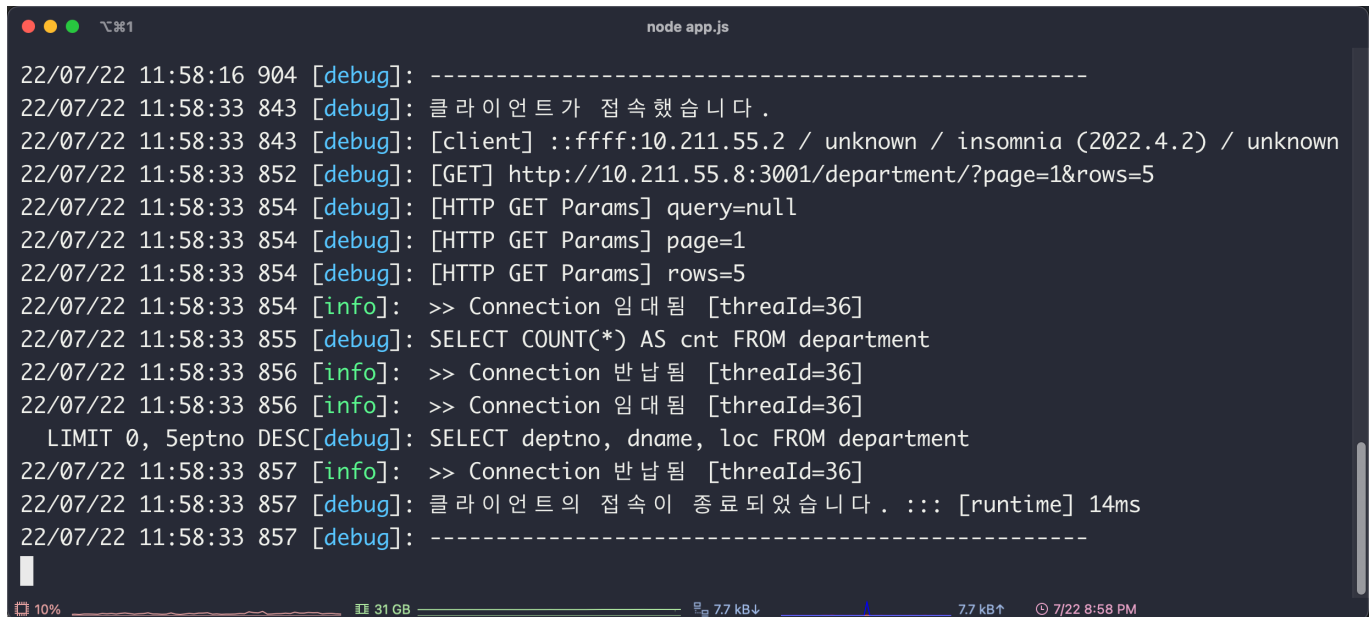 ⌥⌘1 node app.js
22/07/22 11:58:16 904 [debug]: --------------------------------------------------
22/07/22 11:58:33 843 [debug]: 클라이언트가 접속했습니다.
22/07/22 11:58:33 843 [debug]: [client] ::ffff:10.211.55.2 / unknown / insomnia (2022.4.2) / unknown
22/07/22 11:58:33 852 [debug]: [GET] http://10.211.55.8:3001/department/?page=1&rows=5
22/07/22 11:58:33 854 [debug]: [HTTP GET Params] query=null
22/07/22 11:58:33 854 [debug]: [HTTP GET Params] page=1
22/07/22 11:58:33 854 [debug]: [HTTP GET Params] rows=5
22/07/22 11:58:33 854 [info]:  >> Connection 임대됨 [threaId=36]
22/07/22 11:58:33 855 [debug]: SELECT COUNT(*) AS cnt FROM department
22/07/22 11:58:33 856 [info]:  >> Connection 반납됨 [threaId=36]
22/07/22 11:58:33 856 [info]:  >> Connection 임대됨 [threaId=36]
  LIMIT 0, 5eptno DESC[debug]: SELECT deptno, dname, loc FROM department
22/07/22 11:58:33 857 [info]:  >> Connection 반납됨 [threaId=36]
22/07/22 11:58:33 857 [debug]: 클라이언트의 접속이 종료되었습니다. ::: [runtime] 14ms
22/07/22 11:58:33 857 [debug]: --------------------------------------------------
10% 31 GB 7.7 kB↓ 7.7 kB↑ 7/22 8:58 PM